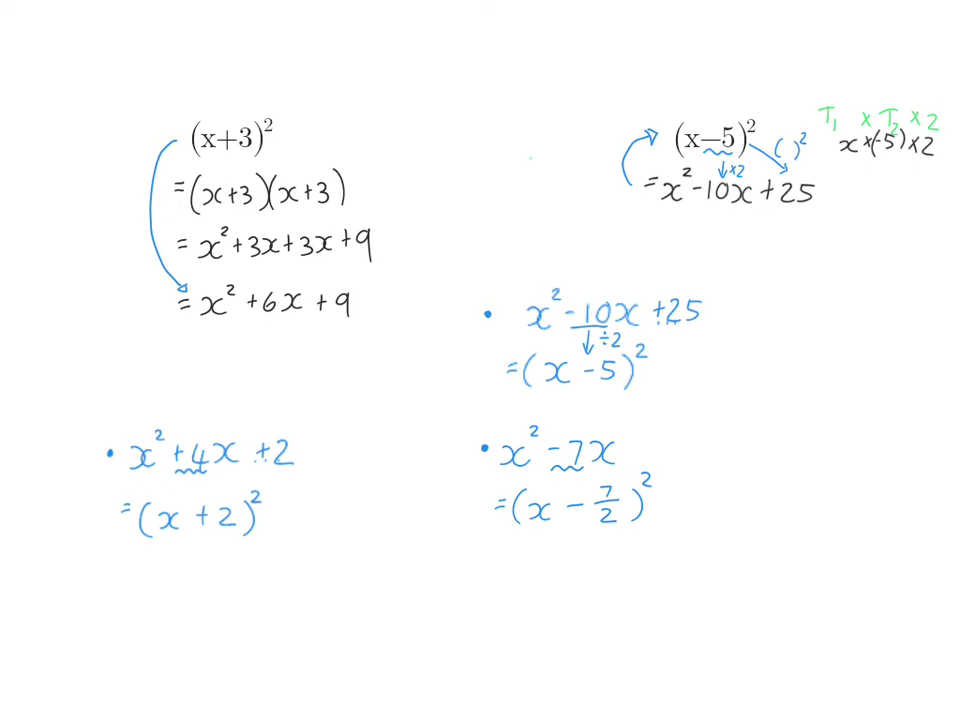 (x+3)²
=(x+3)(x+3)
= x²+3x+3x+9
= x²+6x+9
T₁ × T₂ × 2
x×(-5)×2
(x−5)²
( )²
↓×2
= x²-10x+25
• x²-10x+25
↓÷2
=(x-5)²
• x²+4x+2
=(x+2)²
• x²-7x
=(x-7/2)²